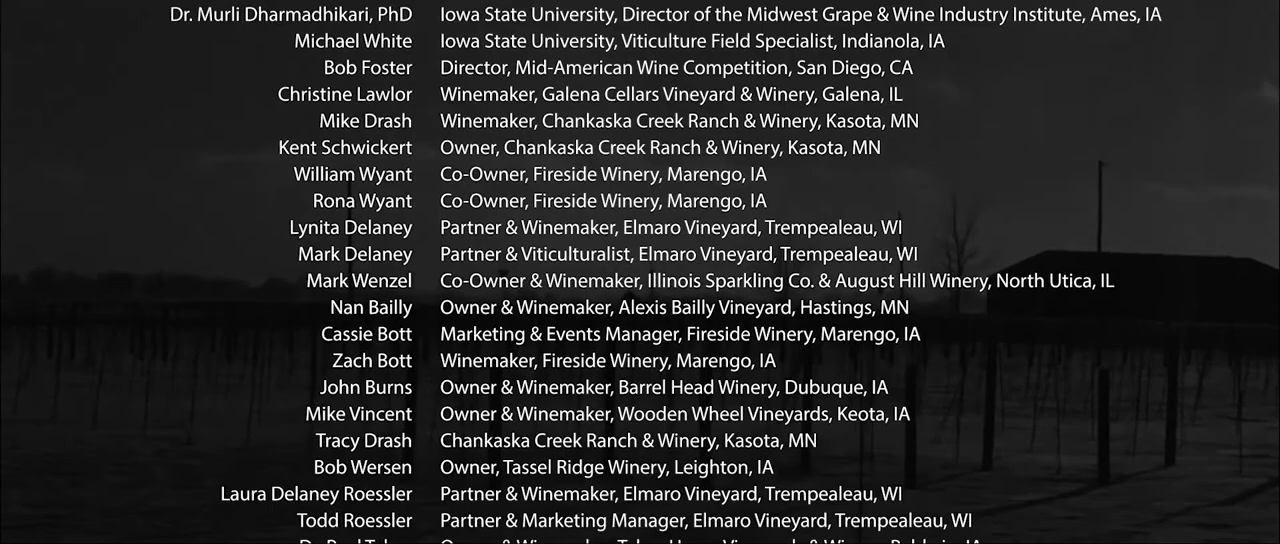 Dr. Murli Dharmadhikari, PhD Iowa State University, Director of the Midwest Grape & Wine Industry Institute, Ames, IA
Michael White Iowa State University, Viticulture Field Specialist, Indianola, IA
Bob Foster Director, Mid-American Wine Competition, San Diego, CA
Christine Lawlor Winemaker, Galena Cellars Vineyard & Winery, Galena, IL
Mike Drash Winemaker, Chankaska Creek Ranch & Winery, Kasota, MN
Kent Schwickert Owner, Chankaska Creek Ranch & Winery, Kasota, MN
William Wyant Co-Owner, Fireside Winery, Marengo, IA
Rona Wyant Co-Owner, Fireside Winery, Marengo, IA
Lynita Delaney Partner & Winemaker, Elmaro Vineyard, Trempealeau, WI
Mark Delaney Partner & Viticulturalist, Elmaro Vineyard, Trempealeau, WI
Mark Wenzel Co-Owner & Winemaker, Illinois Sparkling Co. & August Hill Winery, North Utica, IL
Nan Bailly Owner & Winemaker, Alexis Bailly Vineyard, Hastings, MN
Cassie Bott Marketing & Events Manager, Fireside Winery, Marengo, IA
Zach Bott Winemaker, Fireside Winery, Marengo, IA
John Burns Owner & Winemaker, Barrel Head Winery, Dubuque, IA
Mike Vincent Owner & Winemaker, Wooden Wheel Vineyards, Keota, IA
Tracy Drash Chankaska Creek Ranch & Winery, Kasota, MN
Bob Wersen Owner, Tassel Ridge Winery, Leighton, IA
Laura Delaney Roessler Partner & Winemaker, Elmaro Vineyard, Trempealeau, WI
Todd Roessler Partner & Marketing Manager, Elmaro Vineyard, Trempealeau, WI